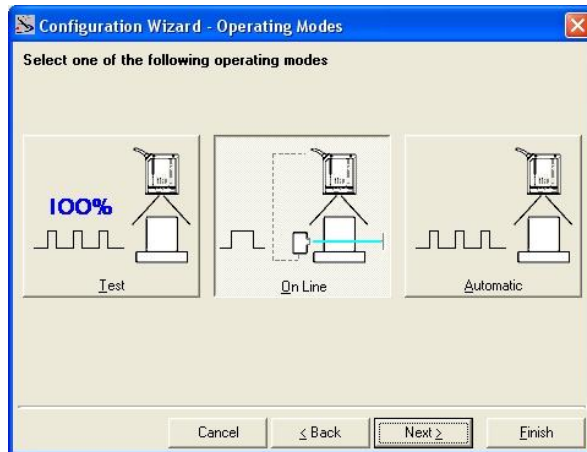 Configuration Wizard - Operating Modes
Select one of the following operating modes
100%
Test
On Line
Automatic
Cancel
< Back
Next >
Finish